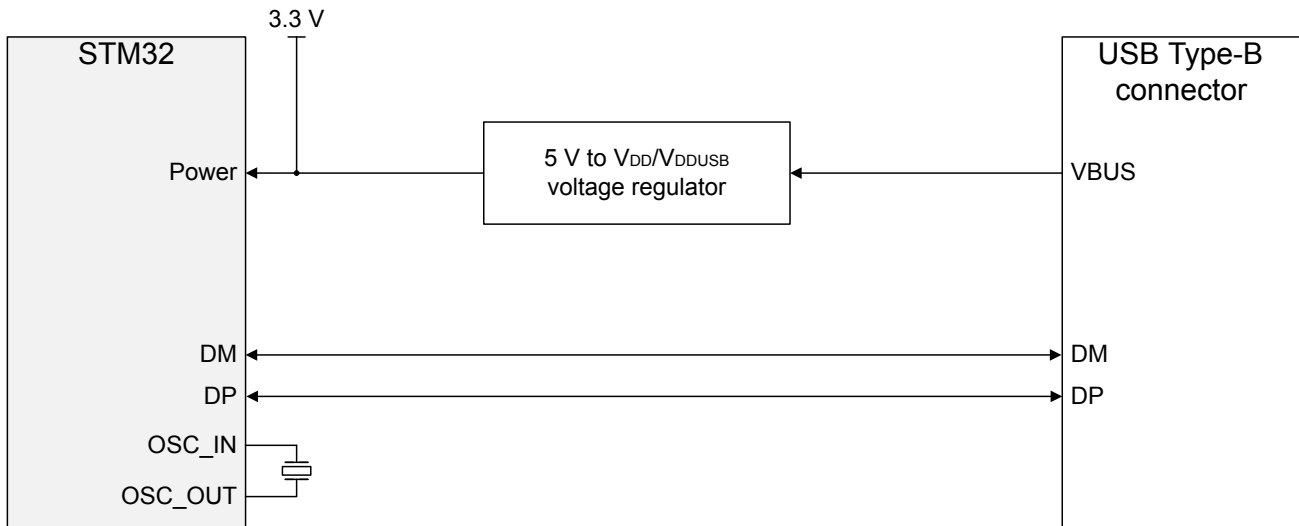 3.3 V
STM32
USB Type-B
connector
5 V to VDD/VDDUSB
voltage regulator
Power
VBUS
DM
DM
DP
DP
OSC_IN
OSC_OUT